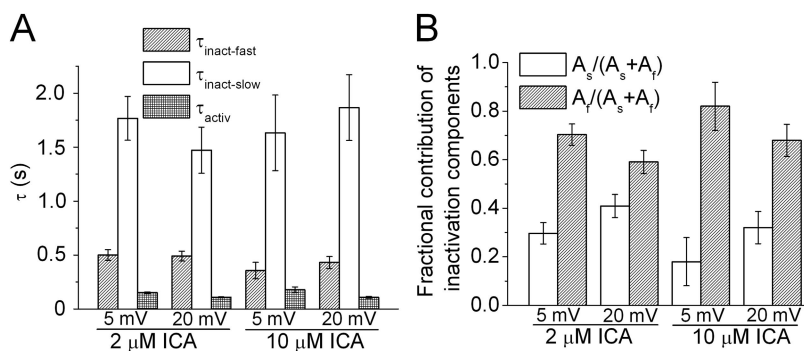 A
τinact-fast
τinact-slow
τactiv
2.0
1.5
1.0
0.5
0
τ (s)
5 mV 20 mV 5 mV 20 mV
2 μM ICA 10 μM ICA
B
As/(As+Af)
Af/(As+Af)
1.0
0.8
0.6
0.4
0.2
0.0
Fractional contribution of
inactivation components
5 mV 20 mV 5 mV 20 mV
2 μM ICA 10 μM ICA